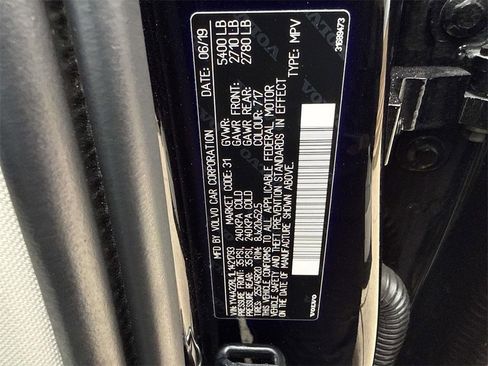 MFD. BY VOLVO CAR CORPORATION DATE: 06/19
MARKET CODE: 31 GVWR: 5400 LB
GAWR FRONT: 2710 LB
GAWR REAR: 2780 LB
VIN: YV4A22RL1L1421793 COLOUR: 717
PRESSURE FRONT: 35PSI, 240KPA COLD
PRESSURE REAR: 35PSI, 240KPA COLD TYPE: MPV
TIRES: 255/45R20 RIM: 8Jx20x52.5
THIS VEHICLE CONFORMS TO ALL APPLICABLE FEDERAL MOTOR
VEHICLE SAFETY AND THEFT PREVENTION STANDARDS IN EFFECT
ON THE DATE OF MANUFACTURE SHOWN ABOVE.
VOLVO 31689473